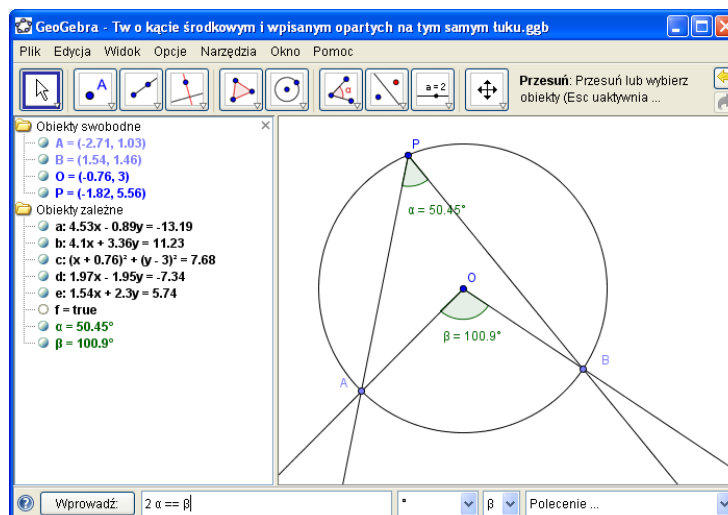 GeoGebra - Tw o kącie środkowym i wpisanym opartych na tym samym łuku.ggb
Plik Edycja Widok Opcje Narzędzia Okno Pomoc
A
α
a = 2
Przesuń: Przesuń lub wybierz
obiekty (Esc uaktywnia ...
Obiekty swobodne
A = (-2.71, 1.03)
B = (1.54, 1.46)
O = (-0.76, 3)
P = (-1.82, 5.56)
Obiekty zależne
a: 4.53x - 0.89y = -13.19
b: 4.1x + 3.36y = 11.23
c: (x + 0.76)² + (y - 3)² = 7.68
d: 1.97x - 1.95y = -7.34
e: 1.54x + 2.3y = 5.74
f = true
α = 50.45°
β = 100.9°
P
α = 50.45°
O
β = 100.9°
A
B
Wprowadź: 2 α == β ° β Polecenie ...